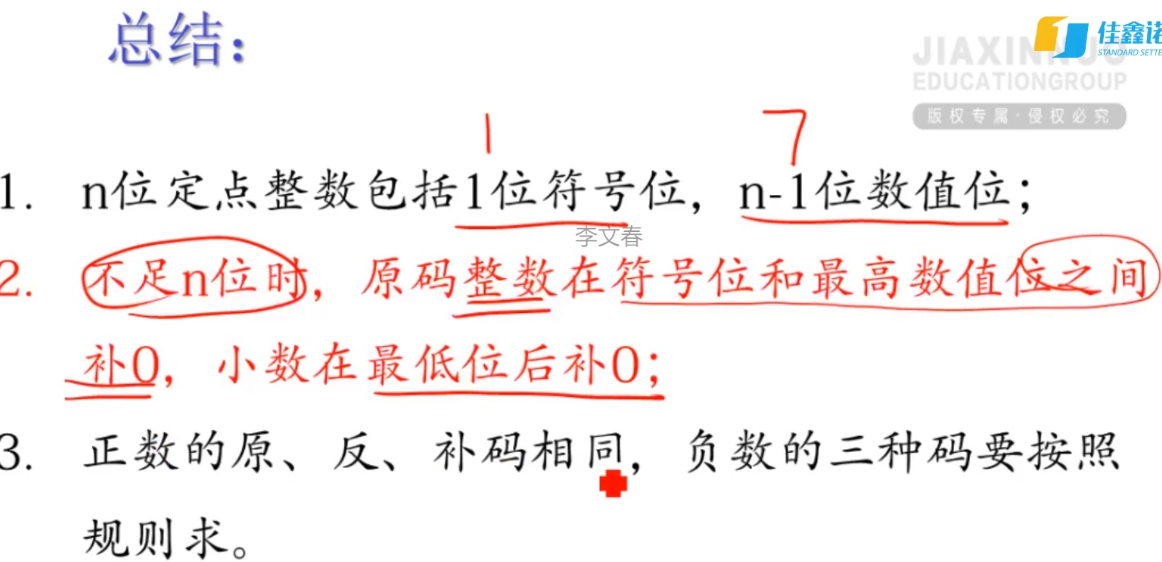 总结：
佳鑫诺
STANDARD SETTE
JIAXINNUO
EDUCATIONGROUP
版权专属·侵权必究
1 7
1. n位定点整数包括1位符号位，n-1位数值位；
李文春
2. 不足n位时，原码整数在符号位和最高数值位之间
补0，小数在最低位后补0；
3. 正数的原、反、补码相同，负数的三种码要按照
规则求。